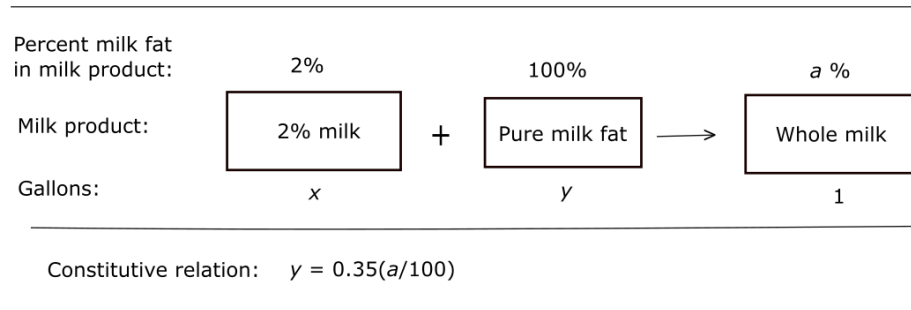 Percent milk fat
in milk product: 2% 100% a %
Milk product: 2% milk + Pure milk fat Whole milk
Gallons: x y 1
Constitutive relation: y = 0.35(a/100)